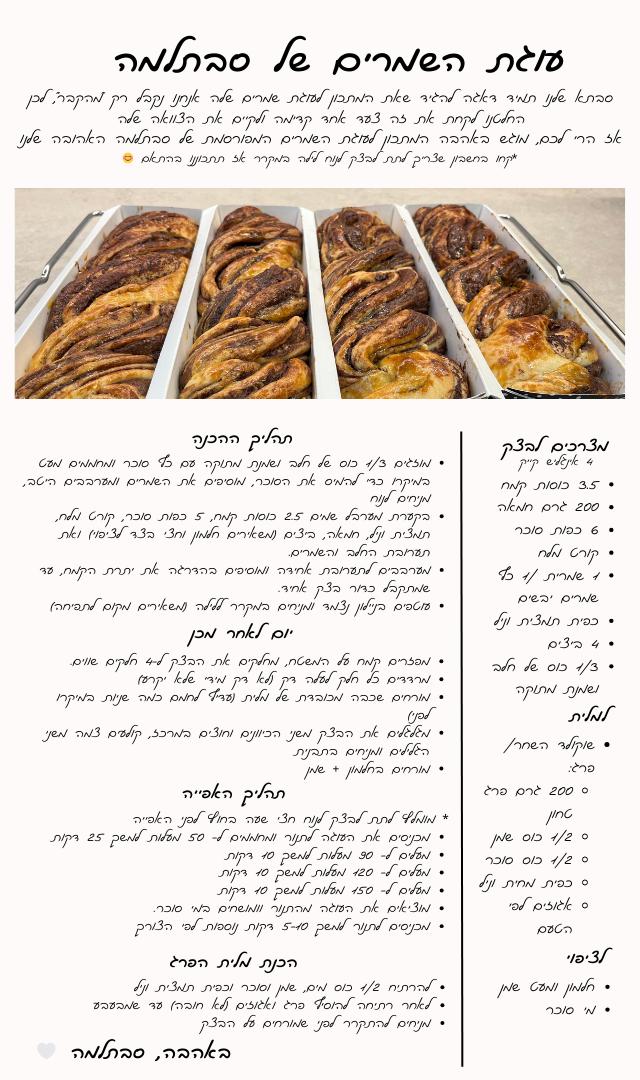 עוגת השמרים של סבתלמה
סבתא שלנו תמיד דאגה להגיד שאת המתכון לעוגת שמרים שלה אנחנו נקבל רק "מהקבר", לכן
החלטנו לקחת את זה צעד אחד קדימה ולקיים את הצוואה שלה
אז הרי לכם, מוגש באהבה המתכון לעוגת השמרים המפורסמת של סבתלמה האהובה שלנו
*קחו בחשבון שצריך לתת לבצק לנוח לילה במקרר אז תתכוננו בהתאם 😊
מצרכים לבצק
4 אינגליש קייק
• 3.5 כוסות קמח
• 200 גרם חמאה
• 6 כפות סוכר
• קורט מלח
• 1 שמרית /1 כף
שמרים יבשים
• כפית תמצית וניל
• 4 ביצים
• 1/3 כוס של חלב
ושמנת מתוקה
למלית
• שוקולד השחר/
פרג:
○ 200 גרם פרג
טחון
○ 1/2 כוס שמן
○ 1/2 כוס סוכר
○ כפית מחית וניל
○ אגוזים לפי
הטעם
לציפוי
• חלמון ומעט שמן
• מי סוכר
תהליך ההכנה
• מוזגים 1/3 כוס של חלב ושמנת מתוקה עם כף סוכר ומחממים מעט
במיקרו כדי להמיס את הסוכר, מוסיפים את השמרים ומערבבים היטב,
מניחים לנוח
• בקערת מערבל שמים 2.5 כוסות קמח, 5 כפות סוכר, קורט מלח,
תמצית וניל, חמאה, ביצים (משאירים חלמון וחצי בצד לציפוי) ואת
תערובת החלב והשמרים.
• מערבבים לתערובת אחידה ומוסיפים בהדרגה את יתרת הקמח, עד
שמתקבל כדור בצק אחיד.
• עוטפים בניילון נצמד ומניחים במקרר ללילה (משאירים מקום לתפיחה)
יום לאחר מכן
• מפזרים קמח על המשטח, מחלקים את הבצק ל-4 חלקים שווים.
• מרדדים כל חלק לעלה דק (לא דק מידי שלא יקרע)
• מורחים שכבה מכובדת של מלית (עדיף לחמם כמה שניות במיקרו
לפני)
• מגלגלים את הבצק משני הכיוונים וחוצים במרכז, קולעים צמה משני
הגלילים ומניחים בתבנית
• מורחים בחלמון + שמן
תהליך האפייה
* מומלץ לתת לבצק לנוח חצי שעה בחוץ לפני האפייה
• מכניסים את העוגה לתנור ומחממים ל- 50 מעלות למשך 25 דקות
• מעלים ל- 90 מעלות למשך 10 דקות
• מעלים ל- 120 מעלות למשך 10 דקות
• מעלים ל- 150 מעלות למשך 10 דקות
• מוציאים את העוגה מהתנור ומושחים במי סוכר.
• מכניסים לתנור למשך 5-10 דקות נוספות לפי הצורך
הכנת מלית הפרג
• להרתיח 1/2 כוס מים, שמן וסוכר וכפית תמצית וניל
• לאחר רתיחה להוסיף פרג ואגוזים (לא חובה) עד שמבעבע
• מניחים להתקרר לפני שמורחים על הבצק
באהבה, סבתלמה 🤍